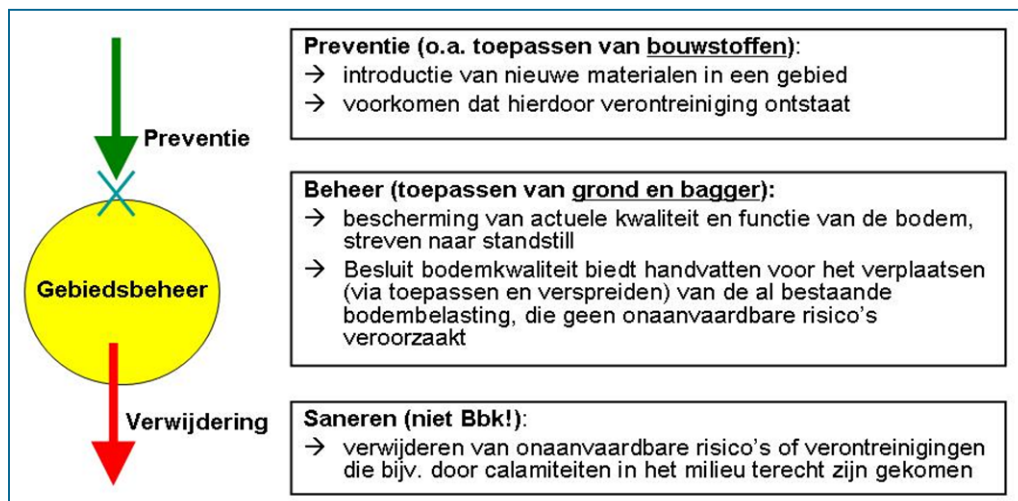 Preventie (o.a. toepassen van bouwstoffen):
→ introductie van nieuwe materialen in een gebied
→ voorkomen dat hierdoor verontreiniging ontstaat
Preventie
Beheer (toepassen van grond en bagger):
→ bescherming van actuele kwaliteit en functie van de bodem,
streven naar standstill
→ Besluit bodemkwaliteit biedt handvatten voor het verplaatsen
(via toepassen en verspreiden) van de al bestaande
bodembelasting, die geen onaanvaardbare risico's
veroorzaakt
Gebiedsbeheer
Verwijdering
Saneren (niet Bbk!):
→ verwijderen van onaanvaardbare risico's of verontreinigingen
die bijv. door calamiteiten in het milieu terecht zijn gekomen